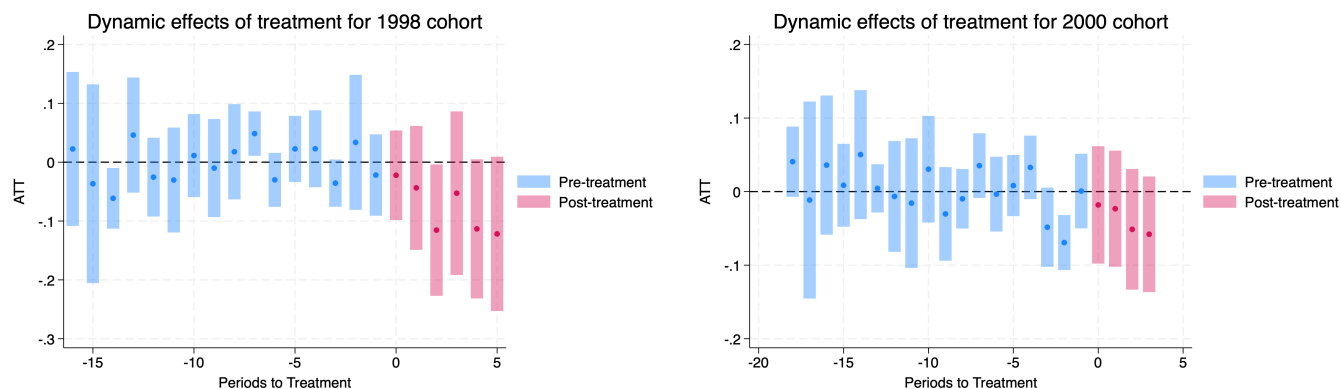 Dynamic effects of treatment for 1998 cohort
.2
.1
0
-.1
-.2
-.3
ATT
-15
-10
-5
0
5
Periods to Treatment
Pre-treatment
Post-treatment
Dynamic effects of treatment for 2000 cohort
.2
.1
0
-.1
-.2
ATT
-20
-15
-10
-5
0
5
Periods to Treatment
Pre-treatment
Post-treatment